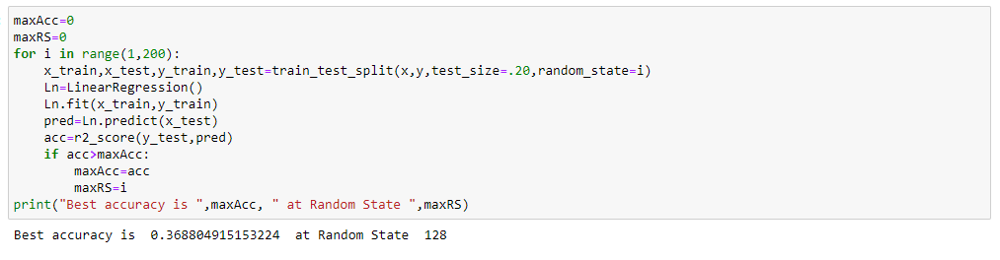 maxAcc=0
maxRS=0
for i in range(1,200):
    x_train,x_test,y_train,y_test=train_test_split(x,y,test_size=.20,random_state=i)
    Ln=LinearRegression()
    Ln.fit(x_train,y_train)
    pred=Ln.predict(x_test)
    acc=r2_score(y_test,pred)
    if acc>maxAcc:
        maxAcc=acc
        maxRS=i
print("Best accuracy is ",maxAcc, " at Random State ",maxRS)
Best accuracy is  0.368804915153224  at Random State  128